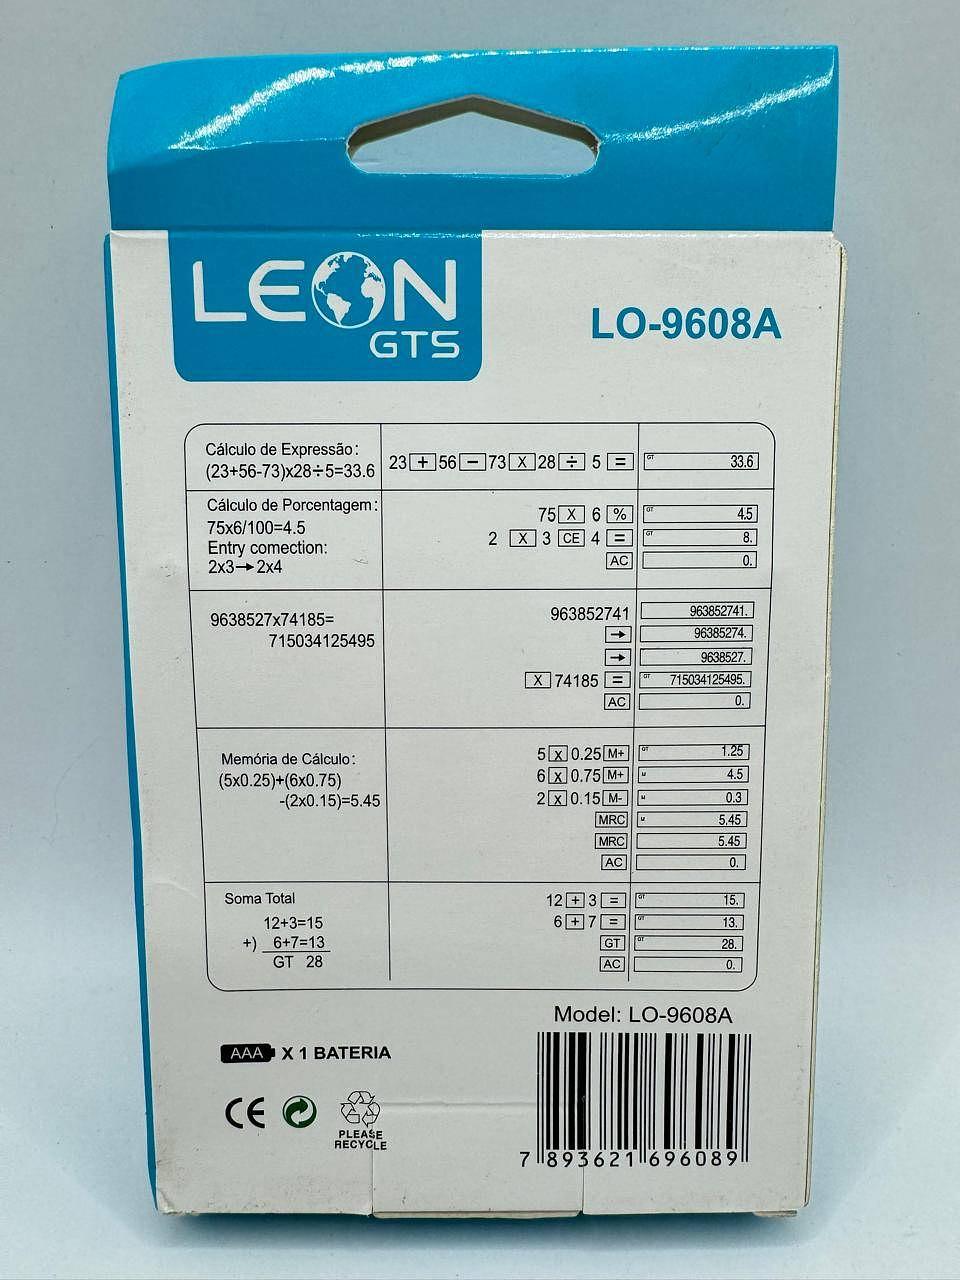 LEON
GTS
LO-9608A
Cálculo de Expressão:
(23+56-73)x28÷5=33.6
23 + 56 − 73 X 28 ÷ 5 =
GT 33.6
Cálculo de Porcentagem:
75x6/100=4.5
Entry comection:
2x3→2x4
75 X 6 %
GT 4.5
2 X 3 CE 4 =
GT 8.
AC
0.
9638527x74185=
715034125495
963852741
963852741.
→
96385274.
→
9638527.
X 74185 =
GT 715034125495.
AC
0.
Memória de Cálculo:
(5x0.25)+(6x0.75)
-(2x0.15)=5.45
5 x 0.25 M+
GT 1.25
6 x 0.75 M+
M 4.5
2 x 0.15 M-
M 0.3
MRC
M 5.45
MRC
5.45
AC
0.
Soma Total
12+3=15
+) 6+7=13
GT 28
12 + 3 =
GT 15.
6 + 7 =
GT 13.
GT
GT 28.
AC
0.
Model: LO-9608A
AAA X 1 BATERIA
CE
PLEASE
RECYCLE
7 893621 696089